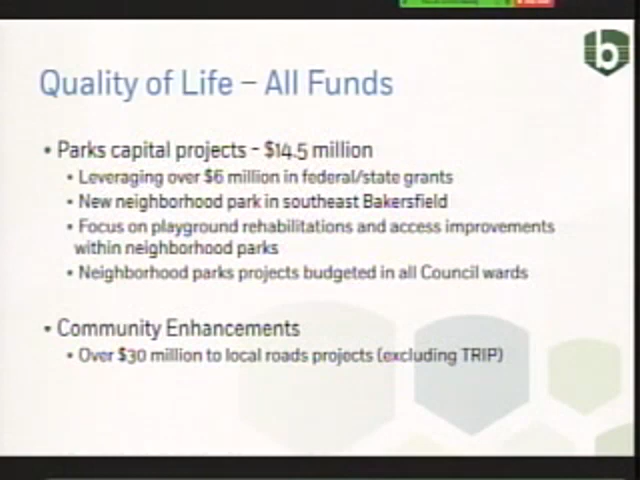 b
Quality of Life – All Funds
• Parks capital projects - $14.5 million
• Leveraging over $6 million in federal/state grants
• New neighborhood park in southeast Bakersfield
• Focus on playground rehabilitations and access improvements
within neighborhood parks
• Neighborhood parks projects budgeted in all Council wards
• Community Enhancements
• Over $30 million to local roads projects (excluding TRIP)